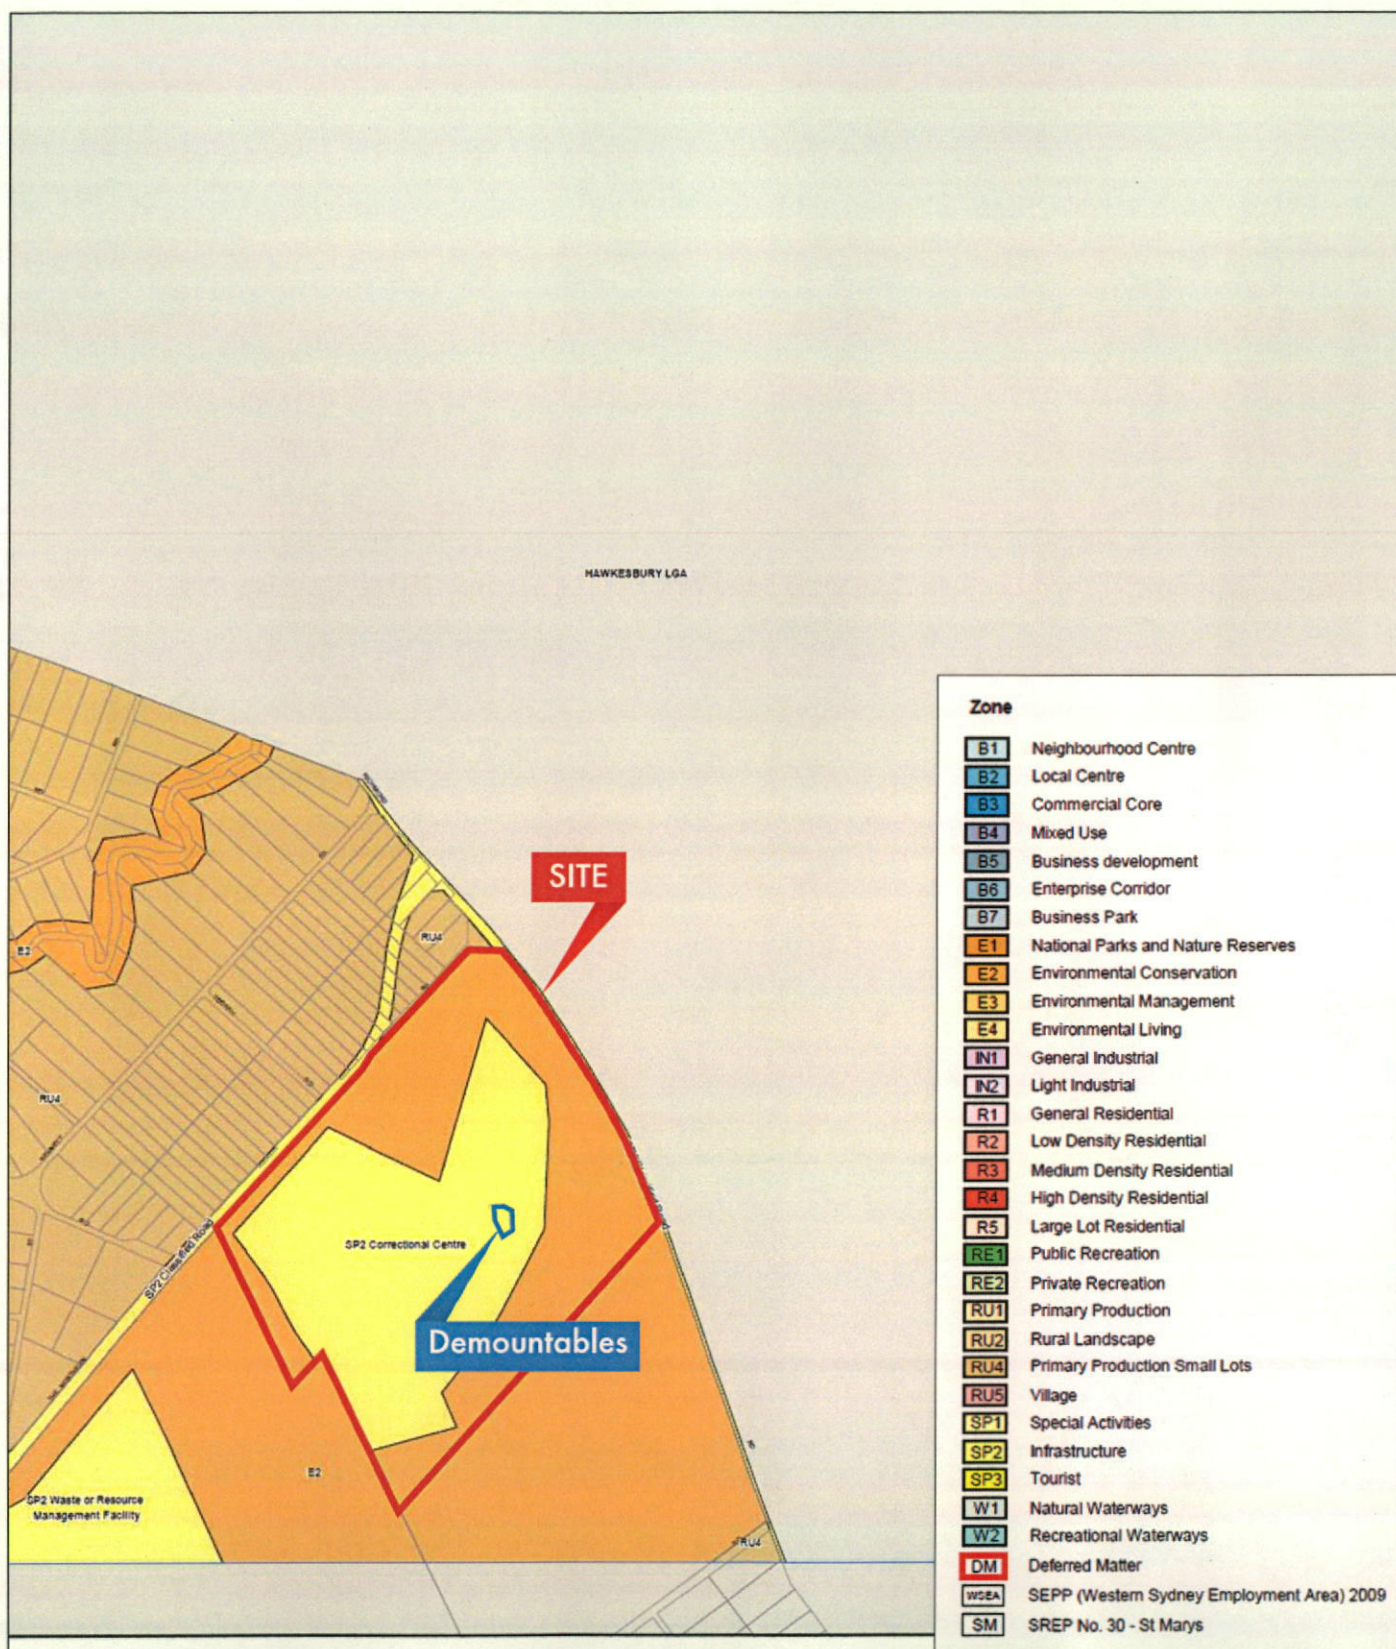 HAWKESBURY LGA
SITE
RU4
E2
RU4
SP2 Classified Road
SP2 Correctional Centre
Demountables
E2
SP2 Waste or Resource
Management Facility
RU4
Zone
B1 Neighbourhood Centre
B2 Local Centre
B3 Commercial Core
B4 Mixed Use
B5 Business development
B6 Enterprise Corridor
B7 Business Park
E1 National Parks and Nature Reserves
E2 Environmental Conservation
E3 Environmental Management
E4 Environmental Living
IN1 General Industrial
IN2 Light Industrial
R1 General Residential
R2 Low Density Residential
R3 Medium Density Residential
R4 High Density Residential
R5 Large Lot Residential
RE1 Public Recreation
RE2 Private Recreation
RU1 Primary Production
RU2 Rural Landscape
RU4 Primary Production Small Lots
RU5 Village
SP1 Special Activities
SP2 Infrastructure
SP3 Tourist
W1 Natural Waterways
W2 Recreational Waterways
DM Deferred Matter
WSEA SEPP (Western Sydney Employment Area) 2009
SM SREP No. 30 - St Marys